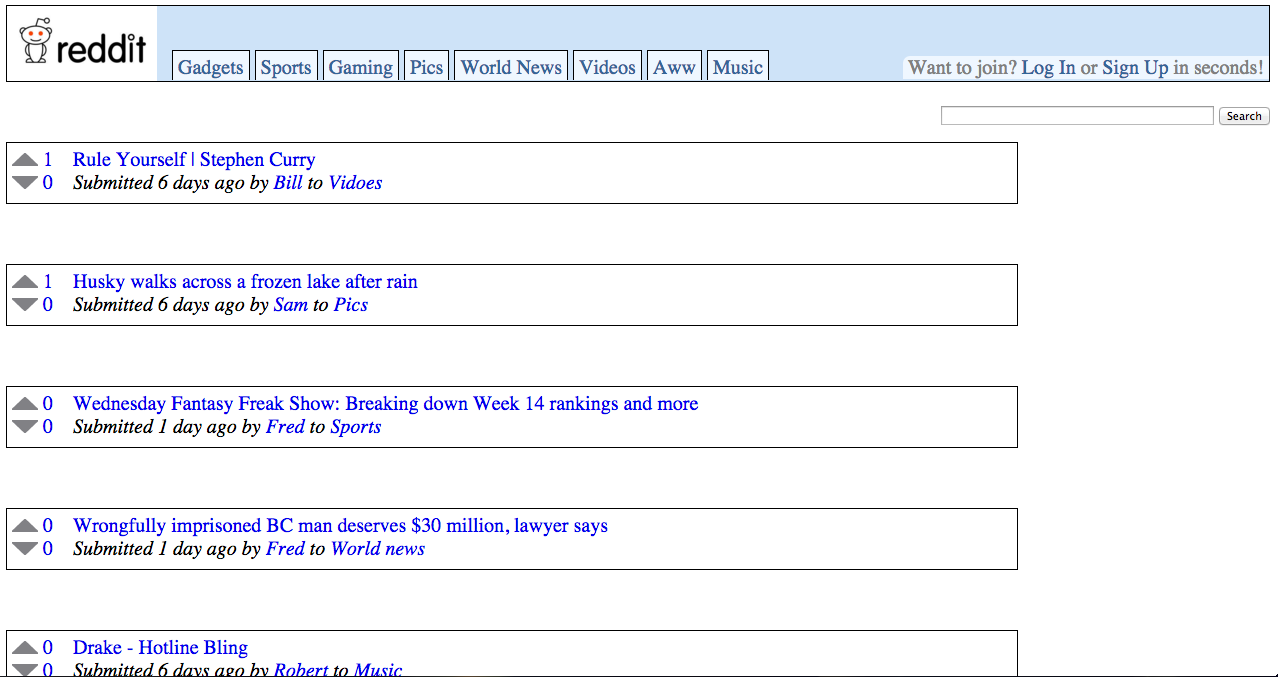 reddit
Gadgets Sports Gaming Pics World News Videos Aww Music
Want to join? Log In or Sign Up in seconds!
Search
1 Rule Yourself | Stephen Curry
0 Submitted 6 days ago by Bill to Vidoes
1 Husky walks across a frozen lake after rain
0 Submitted 6 days ago by Sam to Pics
0 Wednesday Fantasy Freak Show: Breaking down Week 14 rankings and more
0 Submitted 1 day ago by Fred to Sports
0 Wrongfully imprisoned BC man deserves $30 million, lawyer says
0 Submitted 1 day ago by Fred to World news
0 Drake - Hotline Bling
0 Submitted 6 days ago by Robert to Music